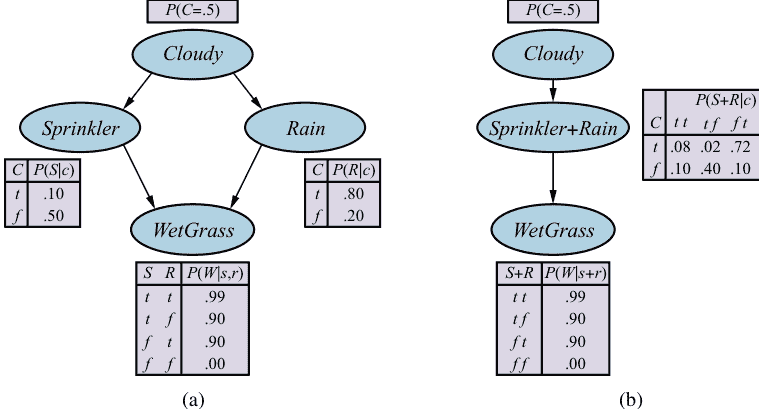 P(C=.5)
Cloudy
Sprinkler
Rain
C P(S|c)
t .10
f .50
C P(R|c)
t .80
f .20
WetGrass
S R P(W|s,r)
t t .99
t f .90
f t .90
f f .00
(a)
P(C=.5)
Cloudy
Sprinkler+Rain
P(S+R|c)
C t t t f f t
t .08 .02 .72
f .10 .40 .10
WetGrass
S+R P(W|s+r)
t t .99
t f .90
f t .90
f f .00
(b)